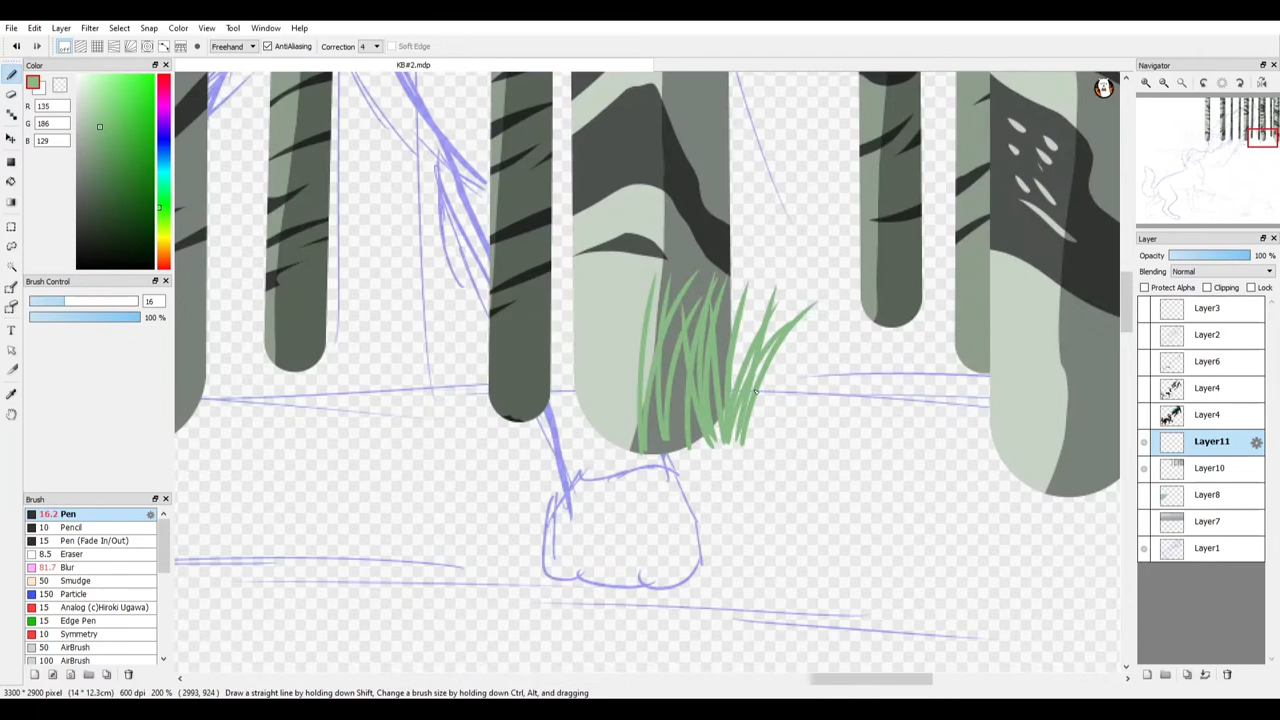 File Edit Layer Filter Select Snap Color View Tool Window Help
off Freehand AntiAliasing Correction 4 Soft Edge
Color
KB#2.mdp
Navigator
R 135
G 186
B 129
Layer
Opacity 100 %
Blending Normal
Protect Alpha Clipping Lock
Brush Control
16
100 %
Layer3
Layer2
Layer6
Layer4
Layer4
Layer11
Layer10
Layer8
Layer7
Layer1
Brush
16.2 Pen
10 Pencil
15 Pen (Fade In/Out)
8.5 Eraser
81.7 Blur
50 Smudge
150 Particle
15 Analog (c)Hiroki Ugawa)
15 Edge Pen
10 Symmetry
50 AirBrush
100 AirBrush
3300 * 2900 pixel (14 * 12.3cm) 600 dpi 200 % ( 2993, 924 ) Draw a straight line by holding down Shift, Change a brush size by holding down Ctrl, Alt, and dragging